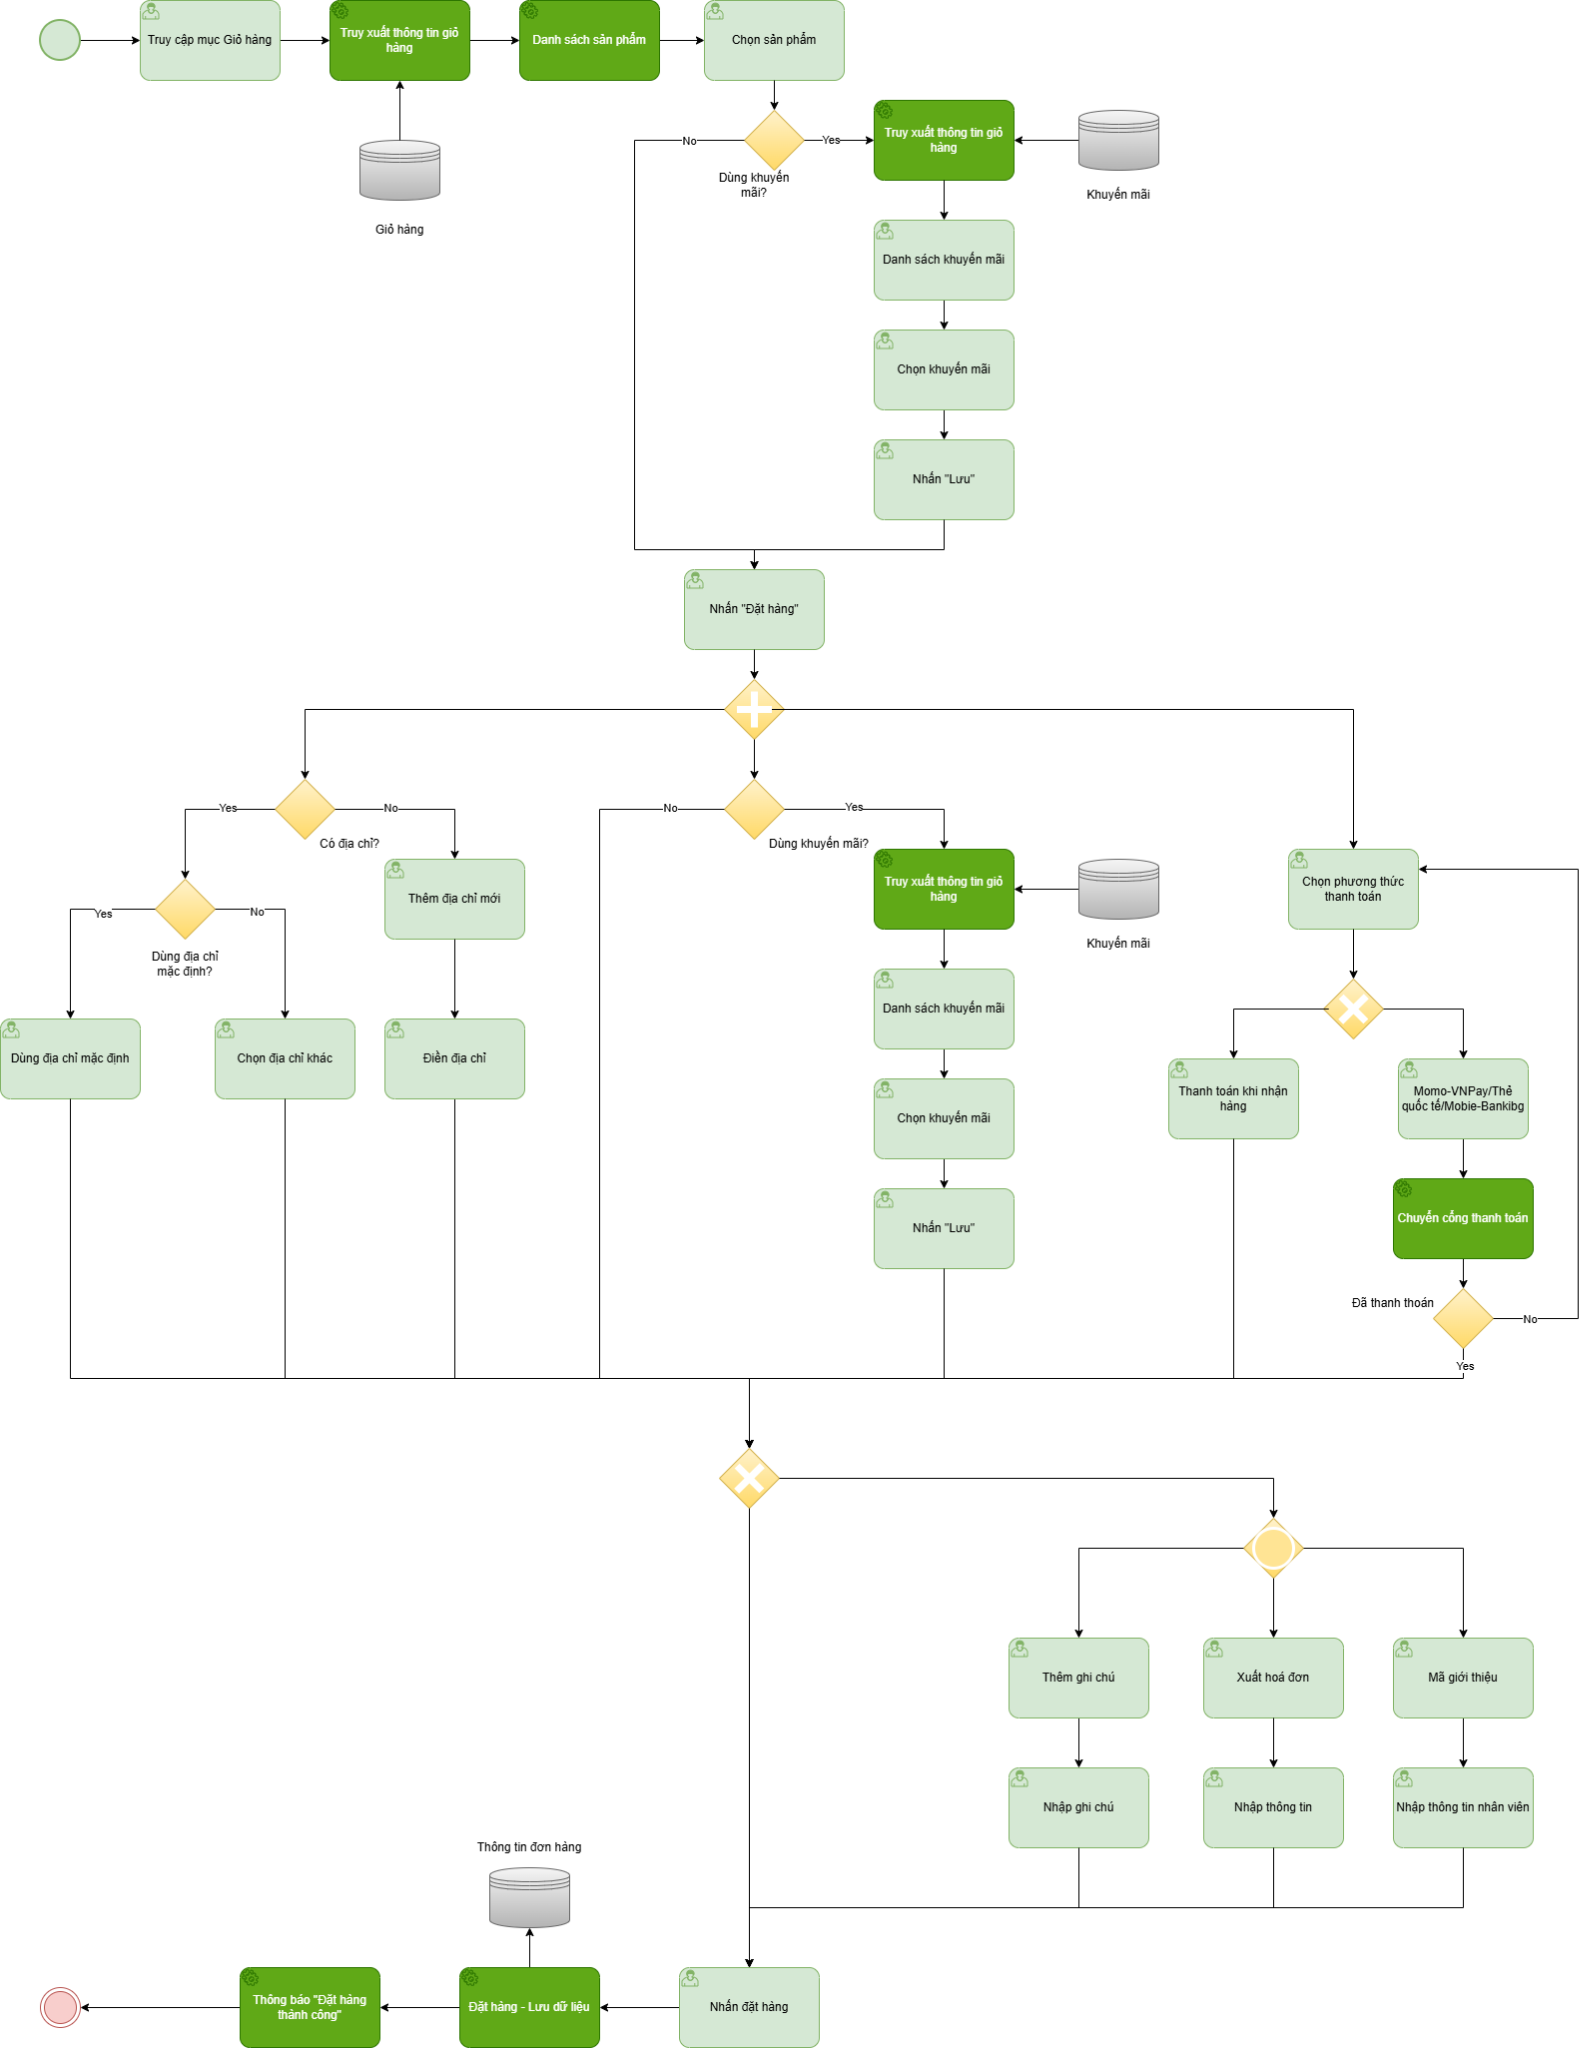 Truy cập mục Giỏ hàng
Truy xuất thông tin giỏ
hàng
Danh sách sản phẩm
Chọn sản phẩm
Giỏ hàng
No
Yes
Dùng khuyến
mãi?
Truy xuất thông tin giỏ
hàng
Khuyến mãi
Danh sách khuyến mãi
Chọn khuyến mãi
Nhấn "Lưu"
Nhấn "Đặt hàng"
Yes
No
Có địa chỉ?
No
Yes
Dùng khuyến mãi?
Yes
No
Dùng địa chỉ
mặc định?
Thêm địa chỉ mới
Truy xuất thông tin giỏ
hàng
Khuyến mãi
Chọn phương thức
thanh toán
Dùng địa chỉ mặc định
Chọn địa chỉ khác
Điền địa chỉ
Danh sách khuyến mãi
Thanh toán khi nhận
hàng
Momo-VNPay/Thẻ
quốc tế/Mobie-Bankibg
Chọn khuyến mãi
Nhấn "Lưu"
Chuyển cổng thanh toán
Đã thanh thoán
No
Yes
Thêm ghi chú
Xuất hoá đơn
Mã giới thiệu
Nhập ghi chú
Nhập thông tin
Nhập thông tin nhân viên
Thông tin đơn hàng
Thông báo "Đặt hàng
thành công"
Đặt hàng - Lưu dữ liệu
Nhấn đặt hàng